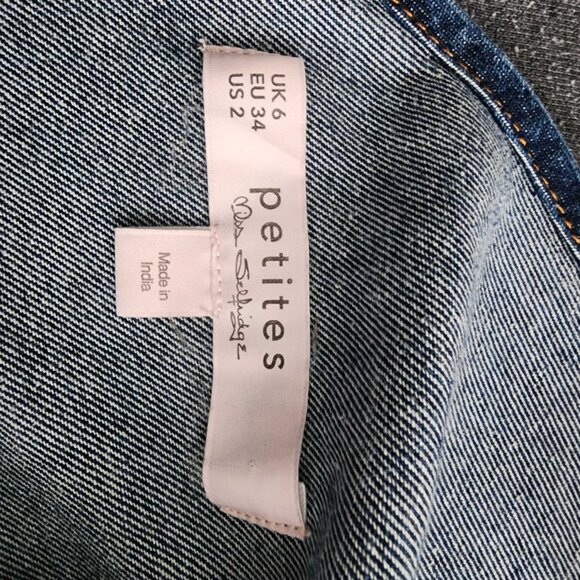 UK 6
EU 34
US 2
petites
Miss Selfridge
Made in
India